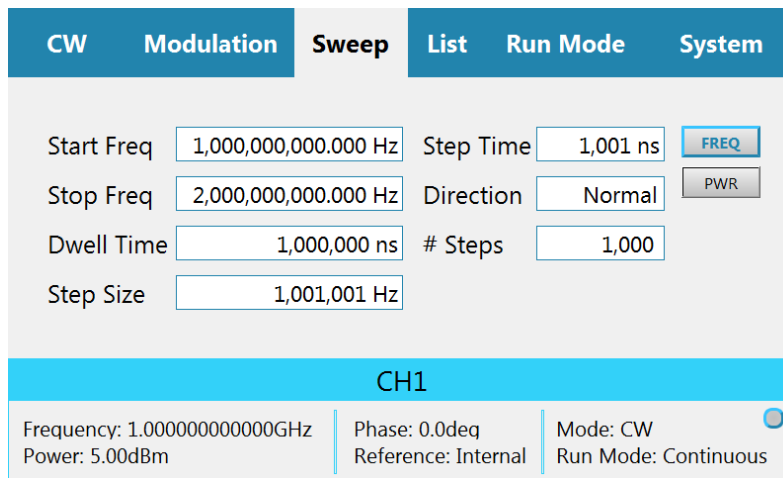 CW Modulation Sweep List Run Mode System
Start Freq 1,000,000,000.000 Hz Step Time 1,001 ns FREQ
Stop Freq 2,000,000,000.000 Hz Direction Normal PWR
Dwell Time 1,000,000 ns # Steps 1,000
Step Size 1,001,001 Hz
CH1
Frequency: 1.000000000000GHz Phase: 0.0deg Mode: CW
Power: 5.00dBm Reference: Internal Run Mode: Continuous